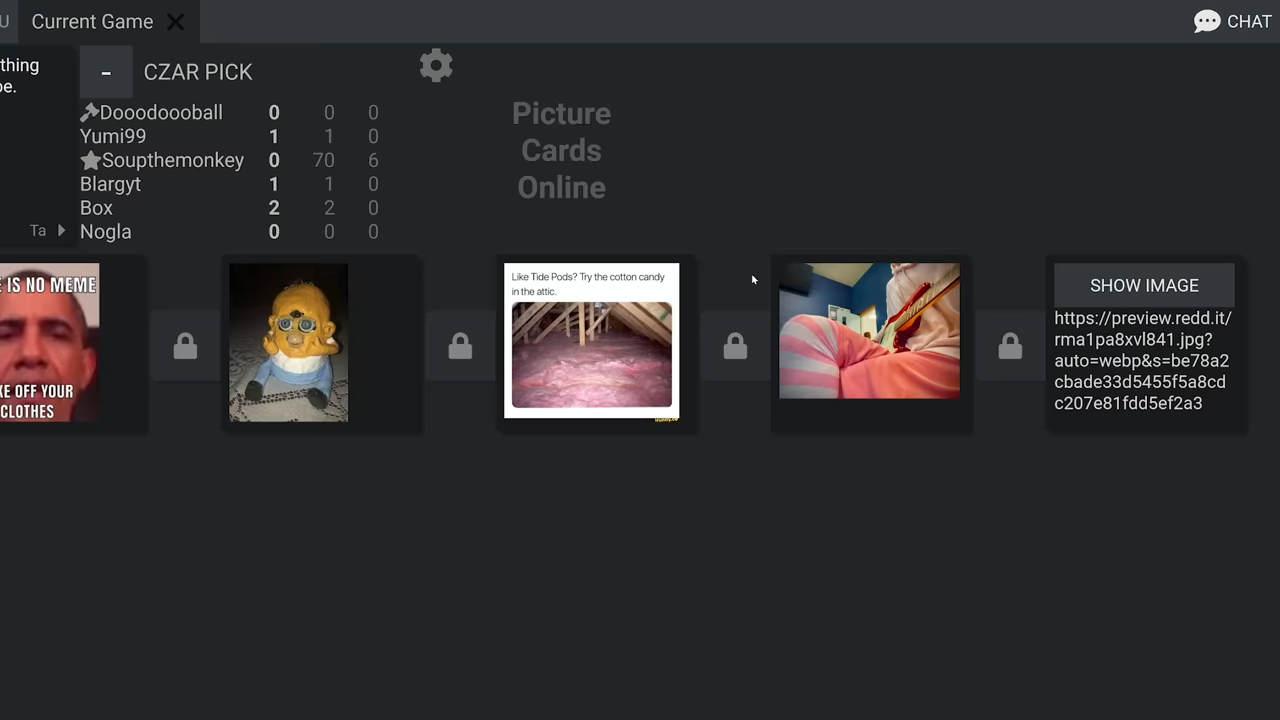 U
Current Game
CHAT
thing
be.
-
CZAR PICK
Dooodoooball 0 0 0
Yumi99 1 1 0
Soupthemonkey 0 70 6
Blargyt 1 1 0
Box 2 2 0
Nogla 0 0 0
Ta
Picture
Cards
Online
E IS NO MEME
KE OFF YOUR
CLOTHES
Like Tide Pods? Try the cotton candy
in the attic.
SHOW IMAGE
https://preview.redd.it/
rma1pa8xvl841.jpg?
auto=webp&s=be78a2
cbade33d5455f5a8cd
c207e81fdd5ef2a3